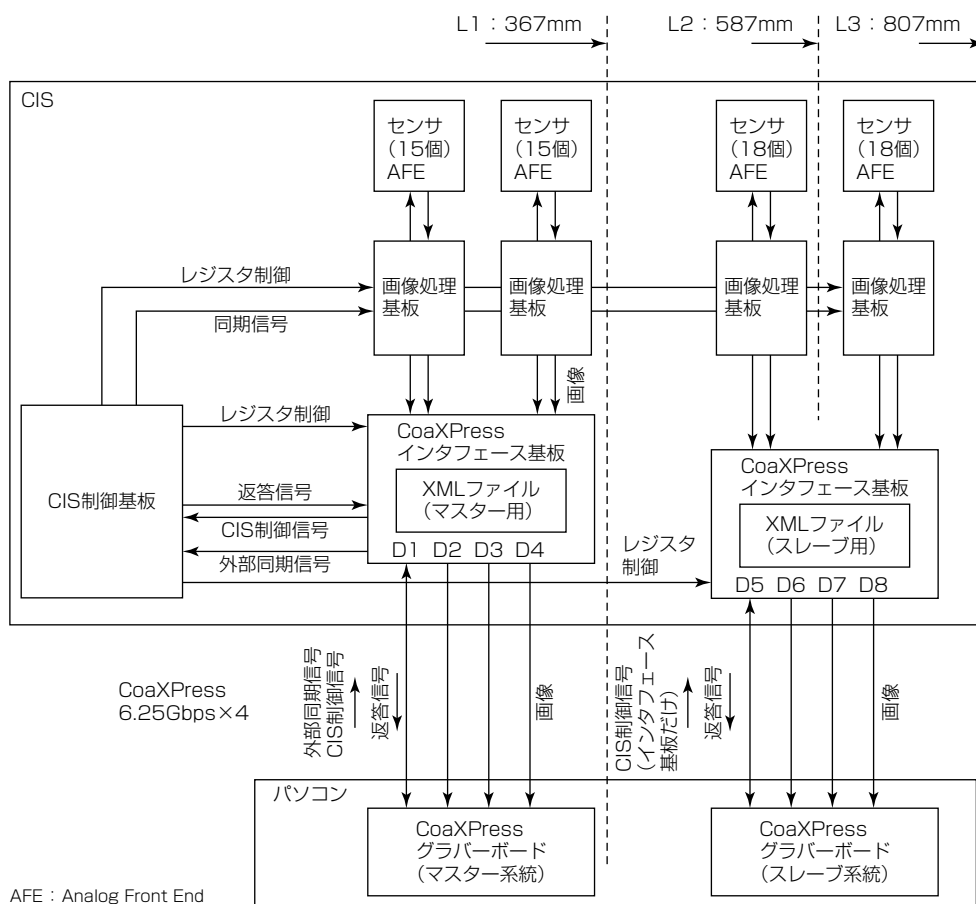 L1：367mm
L2：587mm
L3：807mm
CIS
センサ
（15個）
AFE
センサ
（15個）
AFE
センサ
（18個）
AFE
センサ
（18個）
AFE
レジスタ制御
同期信号
画像処理
基板
画像処理
基板
画像処理
基板
画像処理
基板
画像
CIS制御基板
レジスタ制御
返答信号
CIS制御信号
外部同期信号
CoaXPress
インタフェース基板
XMLファイル
（マスター用）
D1 D2 D3 D4
レジスタ
制御
CoaXPress
インタフェース基板
XMLファイル
（スレーブ用）
D5 D6 D7 D8
CoaXPress
6.25Gbps×4
外部同期信号
CIS制御信号
返答信号
画像
CIS制御信号
（インタフェース
基板だけ）
返答信号
画像
パソコン
CoaXPress
グラバーボード
（マスター系統）
CoaXPress
グラバーボード
（スレーブ系統）
AFE：Analog Front End